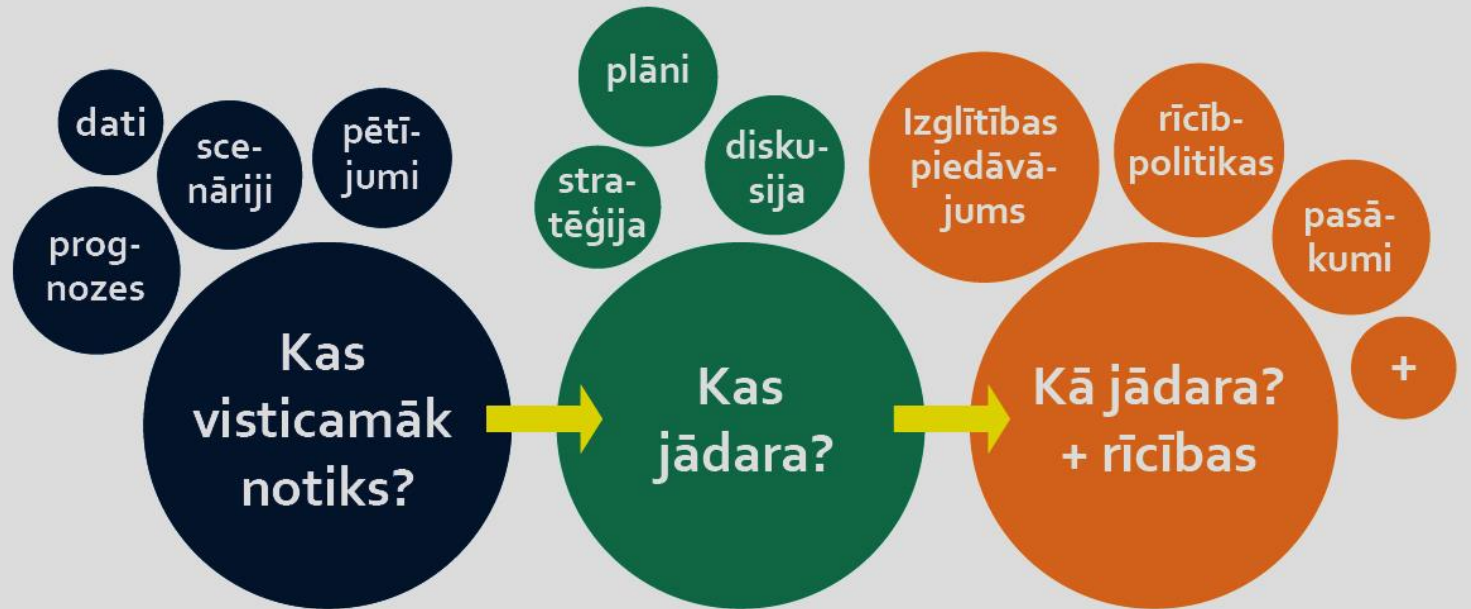 dati
sce-
nāriji
pētī-
jumi
prog-
nozes
Kas
visticamāk
notiks?
plāni
disku-
sija
stra-
tēģija
Kas
jādara?
Izglītības
piedāvā-
jums
rīcīb-
politikas
pasā-
kumi
+
Kā jādara?
+ rīcības